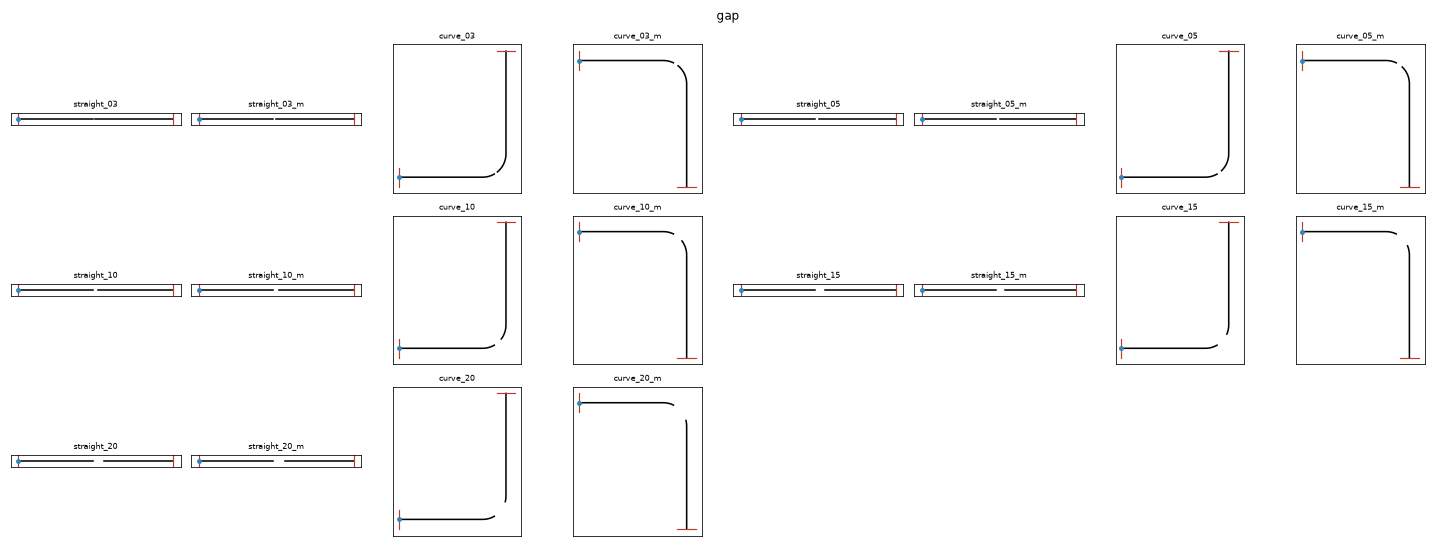 gap
curve_03
curve_03_m
curve_05
curve_05_m
straight_03
straight_03_m
straight_05
straight_05_m
curve_10
curve_10_m
curve_15
curve_15_m
straight_10
straight_10_m
straight_15
straight_15_m
curve_20
curve_20_m
straight_20
straight_20_m